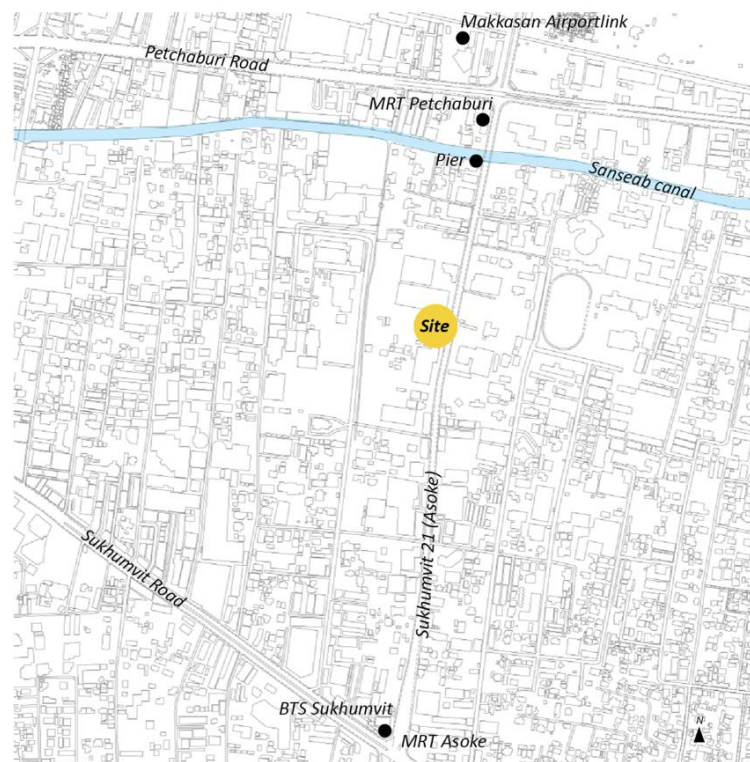 Makkasan Airportlink
Petchaburi Road
MRT Petchaburi
Pier
Sanseab canal
Site
Sukhumvit 21 (Asoke)
Sukhumvit Road
BTS Sukhumvit
MRT Asoke
N